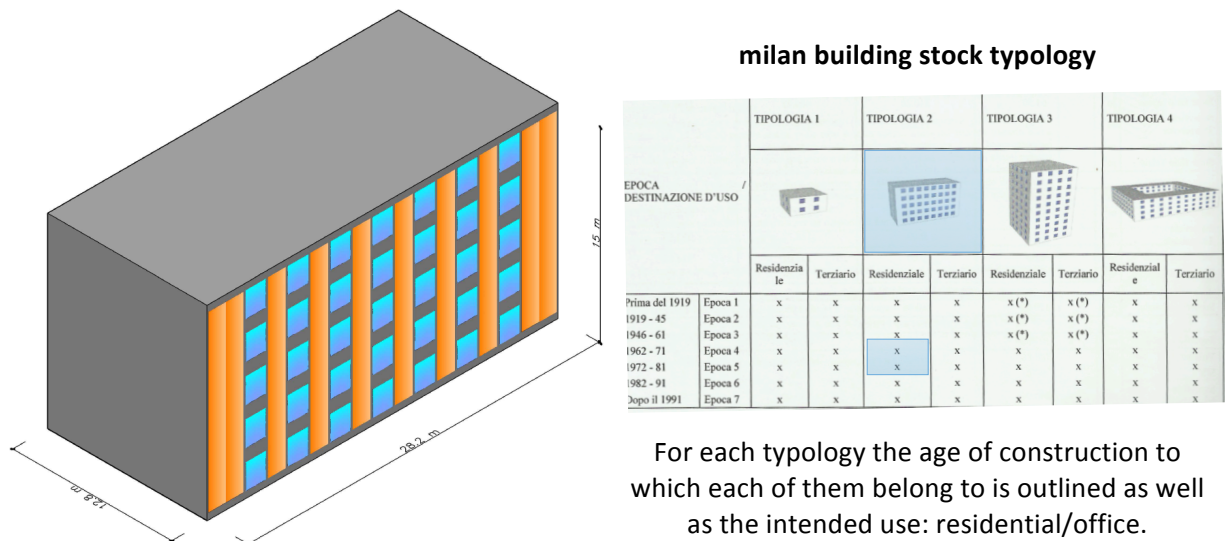 milan building stock typology
15 m
28.2 m
12.8 m
TIPOLOGIA 1 TIPOLOGIA 2 TIPOLOGIA 3 TIPOLOGIA 4
EPOCA /
DESTINAZIONE D'USO
Residenzia Terziario Residenziale Terziario Residenziale Terziario Residenzial Terziario
le e
Prima del 1919 Epoca 1 x x x x x (*) x (*) x x
1919 - 45 Epoca 2 x x x x x (*) x (*) x x
1946 - 61 Epoca 3 x x x x x (*) x (*) x x
1962 - 71 Epoca 4 x x x x x x x x
1972 - 81 Epoca 5 x x x x x x x x
1982 - 91 Epoca 6 x x x x x x x x
Dopo il 1991 Epoca 7 x x x x x x x x
For each typology the age of construction to
which each of them belong to is outlined as well
as the intended use: residential/office.